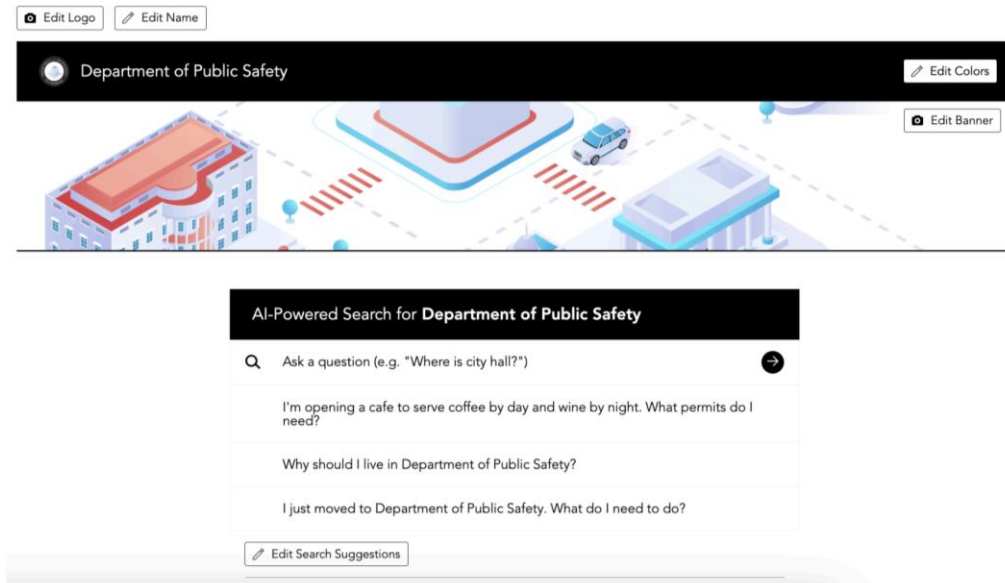 Edit Logo
Edit Name
Department of Public Safety
Edit Colors
Edit Banner
AI-Powered Search for Department of Public Safety
Ask a question (e.g. "Where is city hall?")
I'm opening a cafe to serve coffee by day and wine by night. What permits do I
need?
Why should I live in Department of Public Safety?
I just moved to Department of Public Safety. What do I need to do?
Edit Search Suggestions